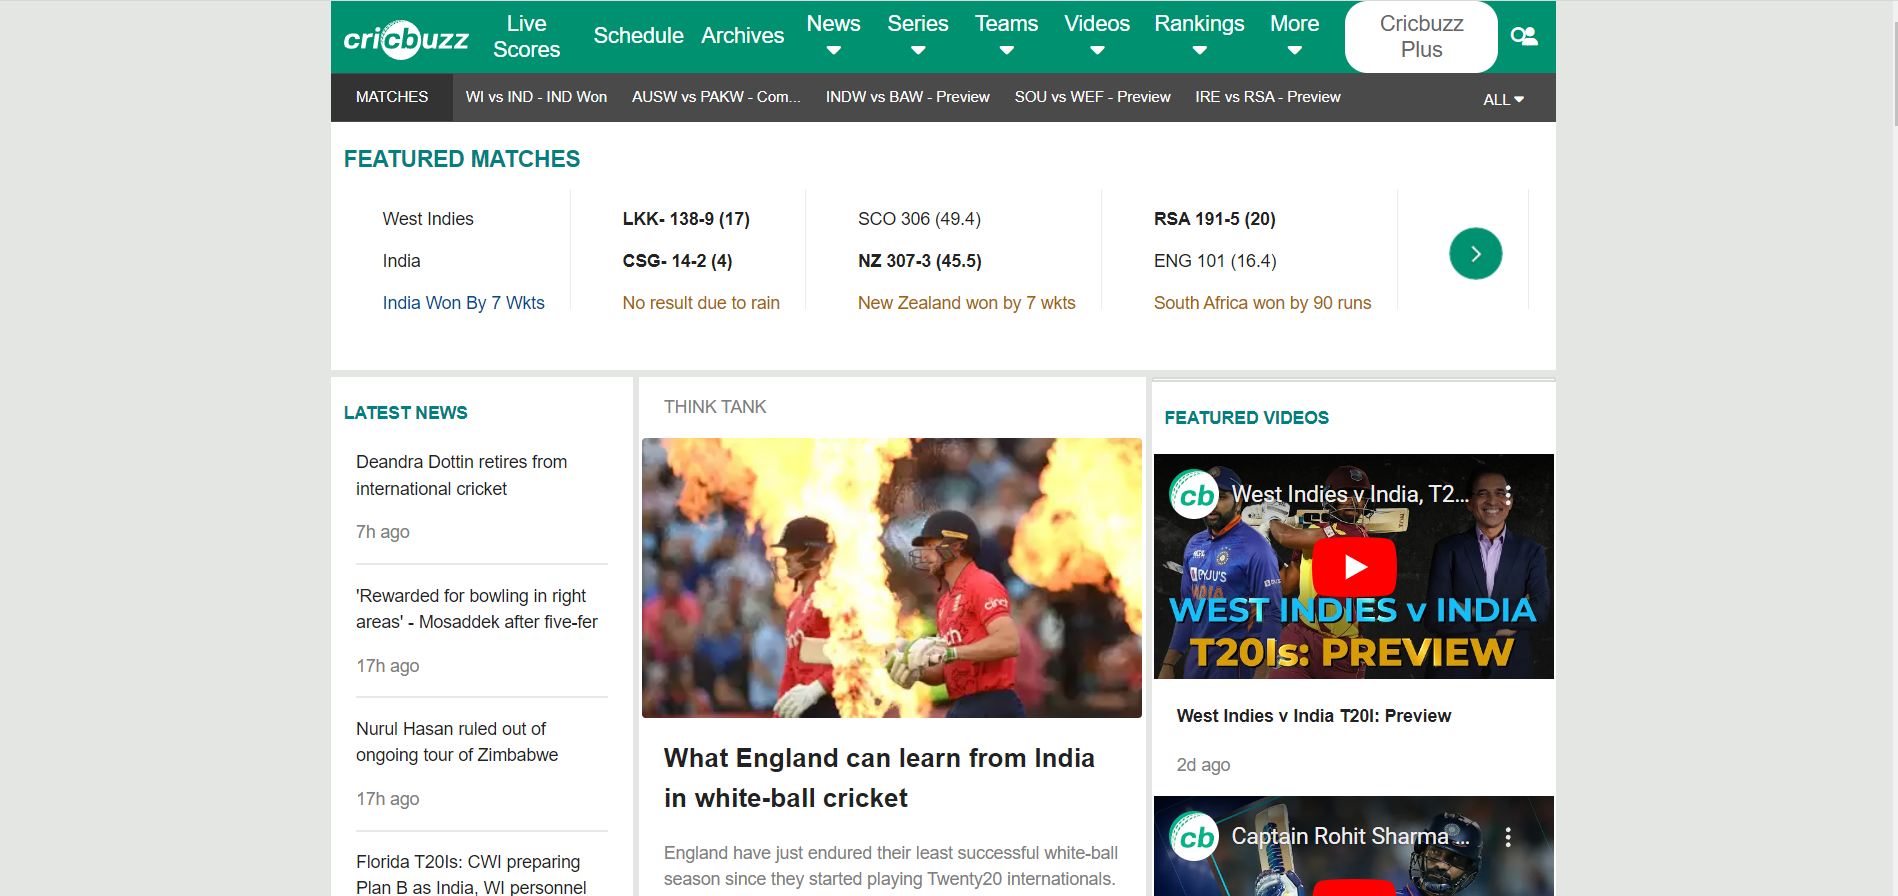 cricbuzz
Live Scores
Schedule
Archives
News
Series
Teams
Videos
Rankings
More
Cricbuzz Plus
MATCHES
WI vs IND - IND Won
AUSW vs PAKW - Com...
INDW vs BAW - Preview
SOU vs WEF - Preview
IRE vs RSA - Preview
ALL
FEATURED MATCHES
West Indies
India
India Won By 7 Wkts
LKK- 138-9 (17)
CSG- 14-2 (4)
No result due to rain
SCO 306 (49.4)
NZ 307-3 (45.5)
New Zealand won by 7 wkts
RSA 191-5 (20)
ENG 101 (16.4)
South Africa won by 90 runs
LATEST NEWS
Deandra Dottin retires from
international cricket
7h ago
'Rewarded for bowling in right
areas' - Mosaddek after five-fer
17h ago
Nurul Hasan ruled out of
ongoing tour of Zimbabwe
17h ago
Florida T20Is: CWI preparing
Plan B as India, WI personnel
THINK TANK
cinch
What England can learn from India
in white-ball cricket
England have just endured their least successful white-ball
season since they started playing Twenty20 internationals.
FEATURED VIDEOS
cb
West Indies v India, T2...
BYJU'S
INDIA
WEST INDIES v INDIA
T20Is: PREVIEW
West Indies v India T20I: Preview
2d ago
cb
Captain Rohit Sharma ...